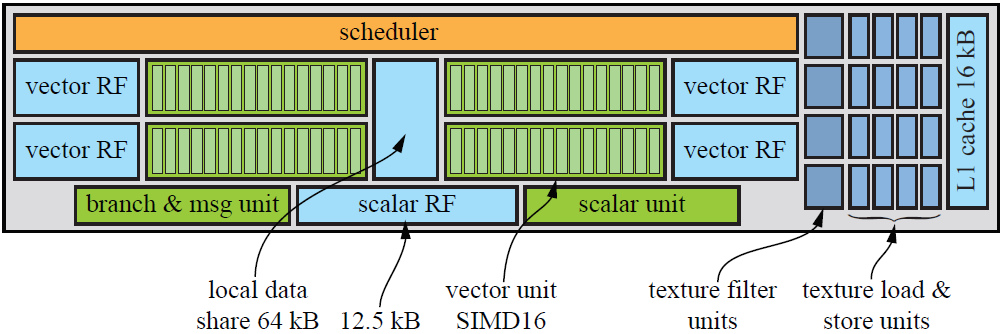 scheduler
vector RF
vector RF
vector RF
vector RF
branch & msg unit
scalar RF
scalar unit
L1 cache 16 kB
local data
share 64 kB
12.5 kB
vector unit
SIMD16
texture filter
units
texture load &
store units